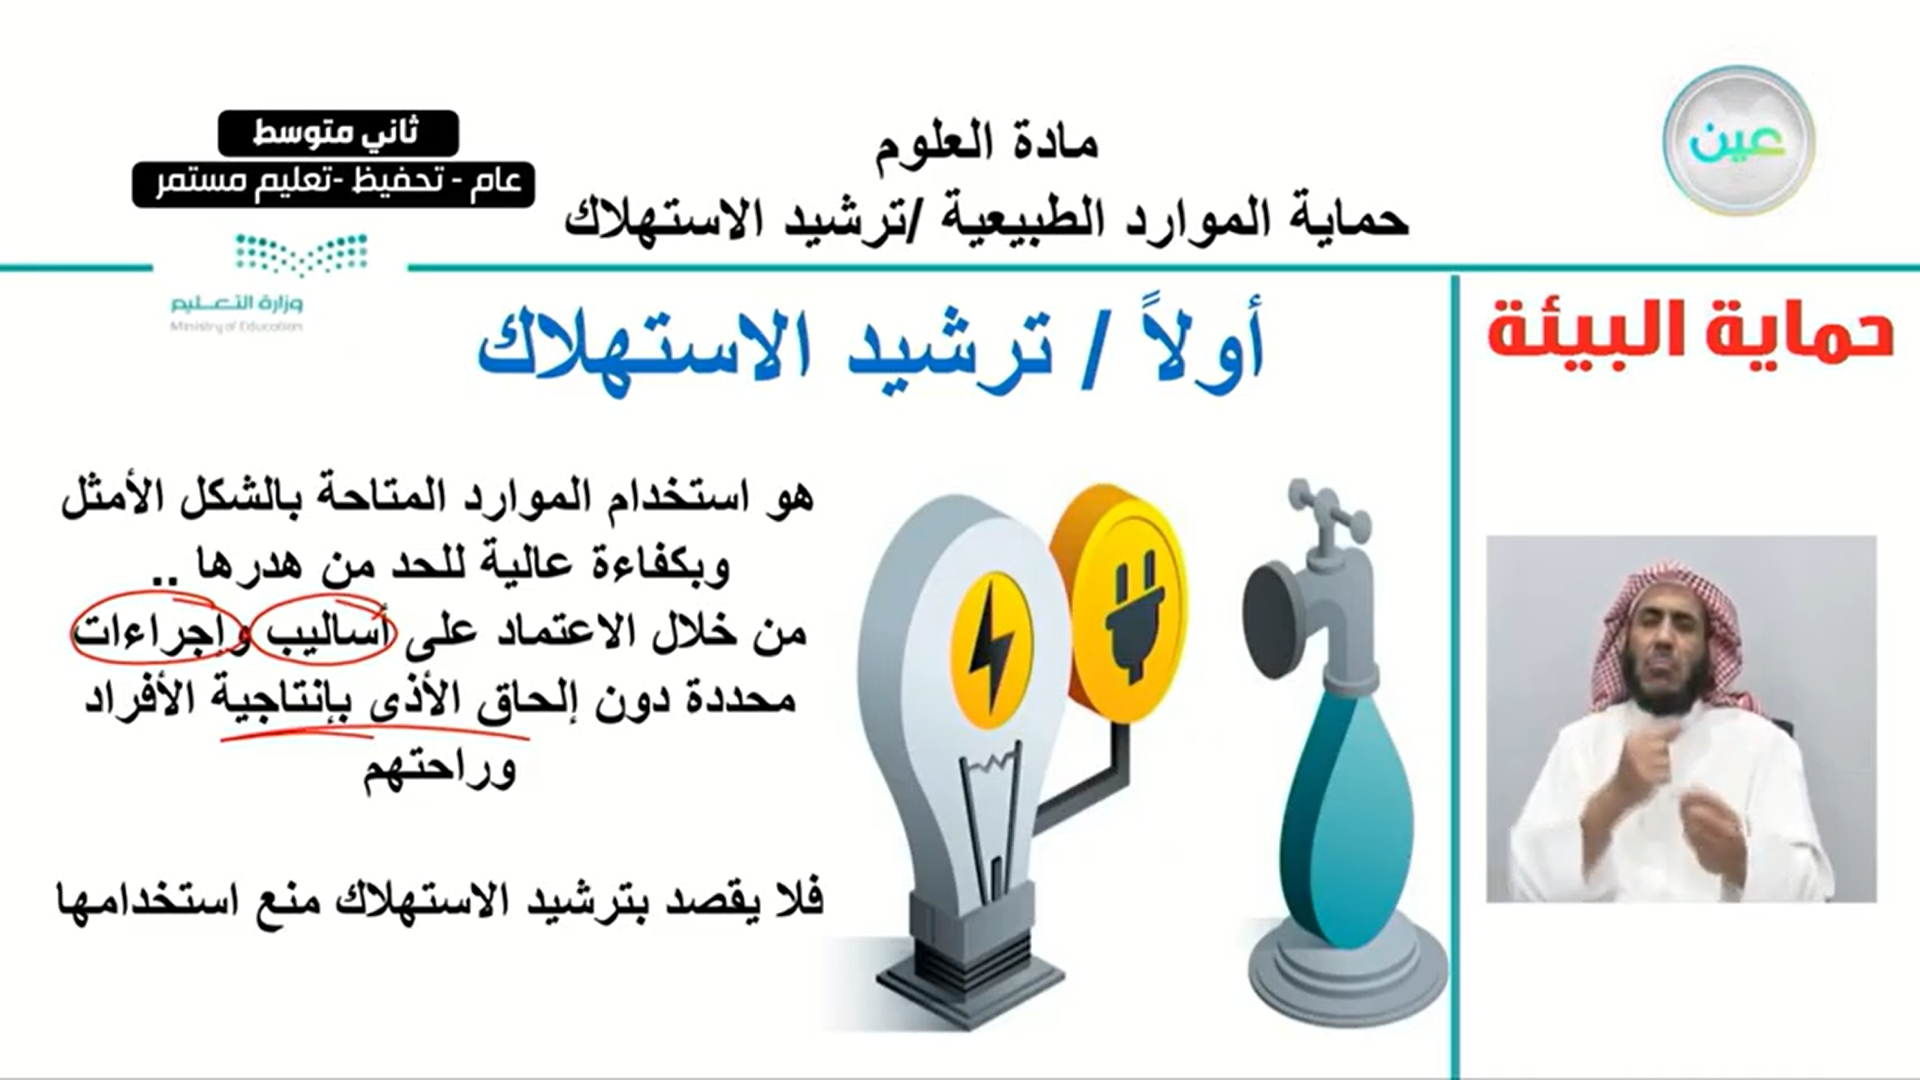 عين
ثاني متوسط
عام - تحفيظ -تعليم مستمر
مادة العلوم
حماية الموارد الطبيعية /ترشيد الاستهلاك
وزارة التعليم
Ministry of Education
حماية البيئة
أولاً / ترشيد الاستهلاك
هو استخدام الموارد المتاحة بالشكل الأمثل
وبكفاءة عالية للحد من هدرها ..
من خلال الاعتماد على أساليب وإجراءات
محددة دون إلحاق الأذى بإنتاجية الأفراد
وراحتهم
فلا يقصد بترشيد الاستهلاك منع استخدامها